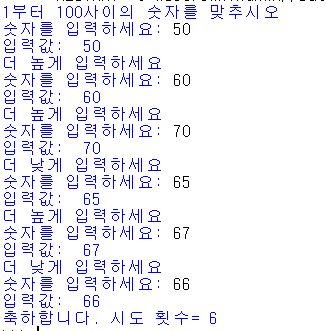 1부터 100사이의 숫자를 맞추시오
숫자를 입력하세요: 50
입력값:  50
더 높게 입력하세요
숫자를 입력하세요: 60
입력값:  60
더 높게 입력하세요
숫자를 입력하세요: 70
입력값:  70
더 낮게 입력하세요
숫자를 입력하세요: 65
입력값:  65
더 높게 입력하세요
숫자를 입력하세요: 67
입력값:  67
더 낮게 입력하세요
숫자를 입력하세요: 66
입력값:  66
축하합니다. 시도 횟수= 6